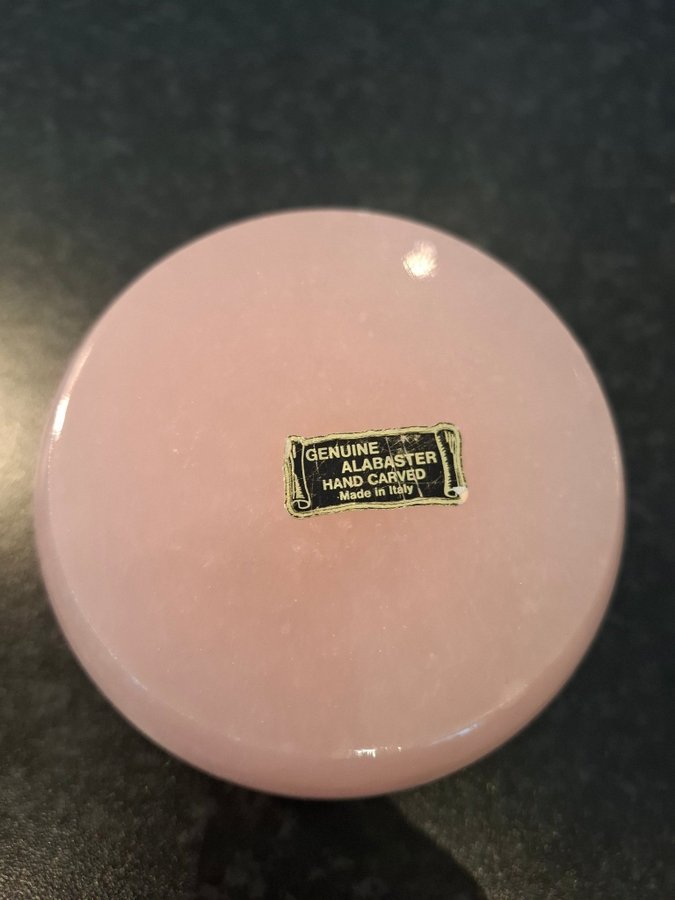 GENUINE
ALABASTER
HAND CARVED
Made in Italy